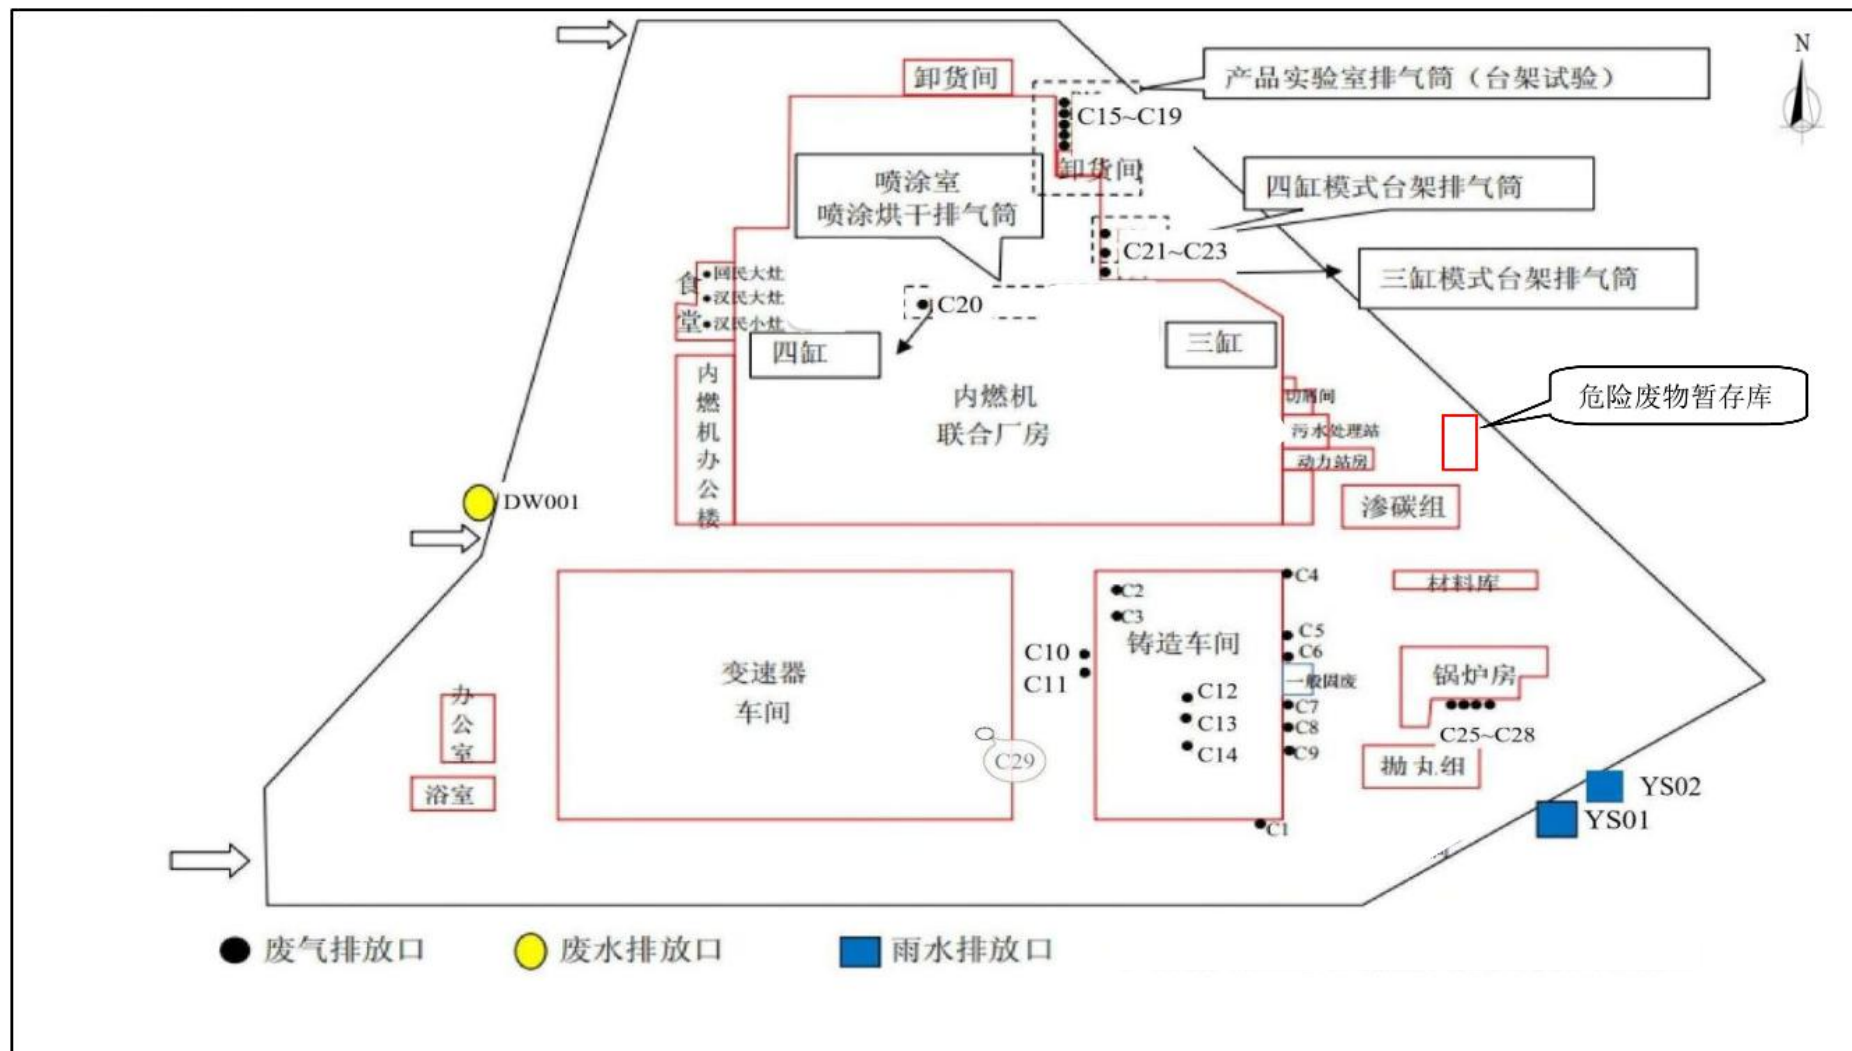 N
卸货间
产品实验室排气筒（台架试验）
C15~C19
卸货间
喷涂室
喷涂烘干排气筒
四缸模式台架排气筒
C21~C23
三缸模式台架排气筒
食堂
回民大灶
汉民大灶
汉民小灶
C20
四缸
三缸
内燃机办公楼
内燃机
联合厂房
切屑间
污水处理站
动力站房
危险废物暂存库
渗碳组
DW001
C4
材料库
C2
C3
C5
C6
铸造车间
C10
C11
一般固废
锅炉房
变速器
车间
C12
C13
C14
C7
C8
C9
C25~C28
办公室
浴室
C29
抛丸组
YS02
YS01
C1
废气排放口
废水排放口
雨水排放口